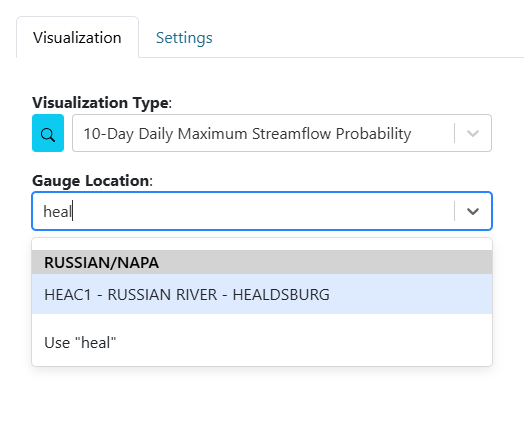 Visualization Settings
Visualization Type:
10-Day Daily Maximum Streamflow Probability
Gauge Location:
heal
RUSSIAN/NAPA
HEAC1 - RUSSIAN RIVER - HEALDSBURG
Use "heal"